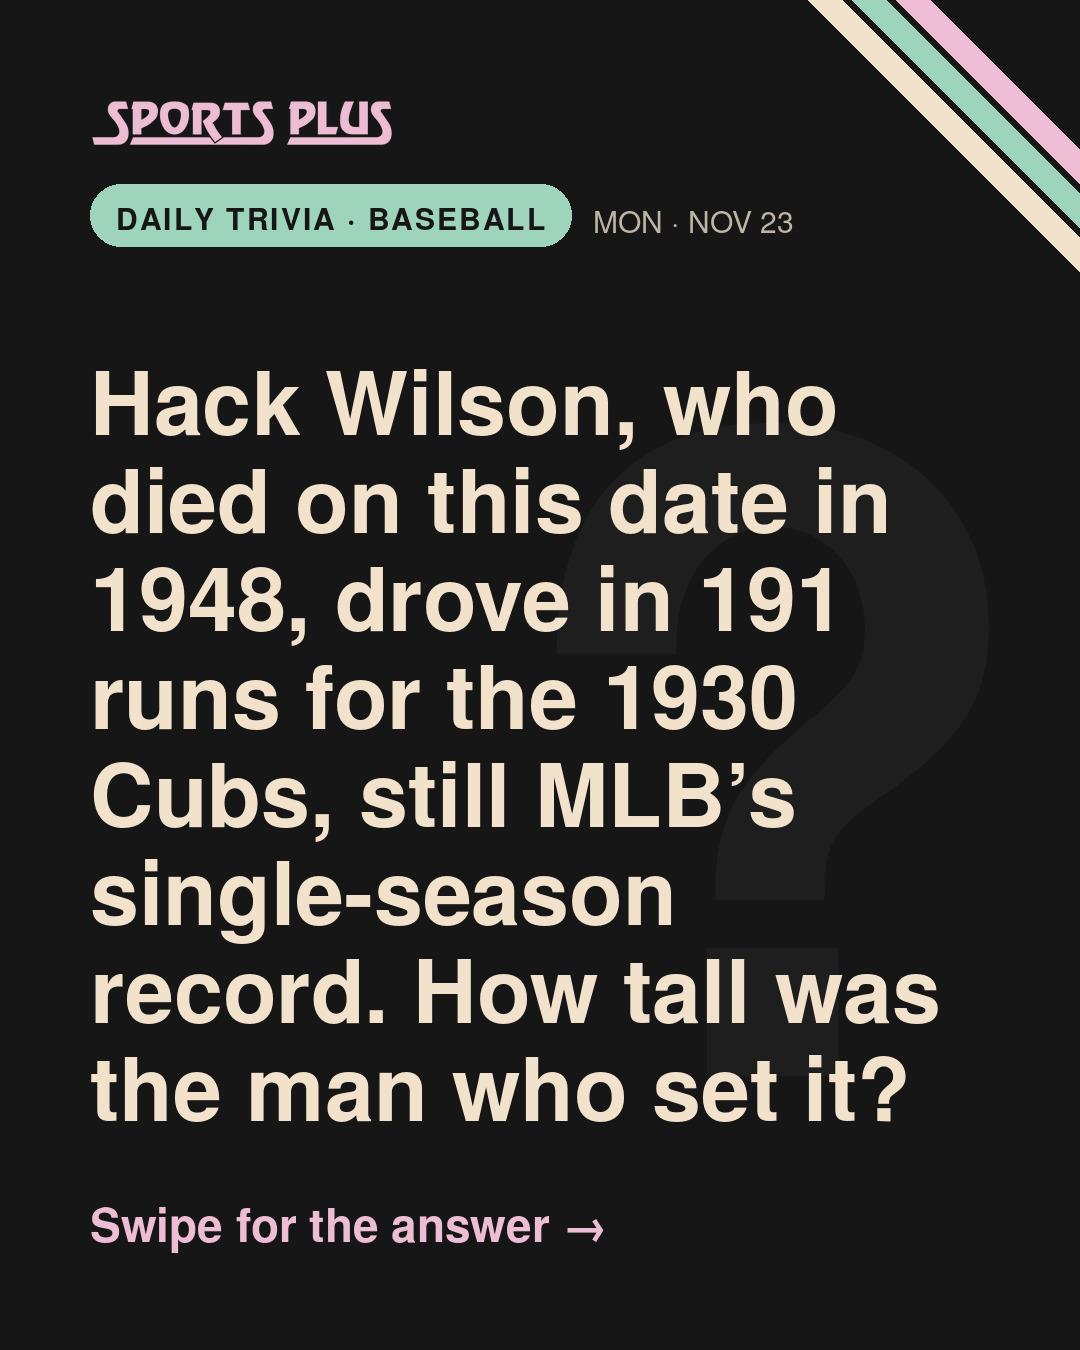 SPORTS PLUS
DAILY TRIVIA · BASEBALL
MON · NOV 23
Hack Wilson, who
died on this date in
1948, drove in 191
runs for the 1930
Cubs, still MLB’s
single-season
record. How tall was
the man who set it?
Swipe for the answer →